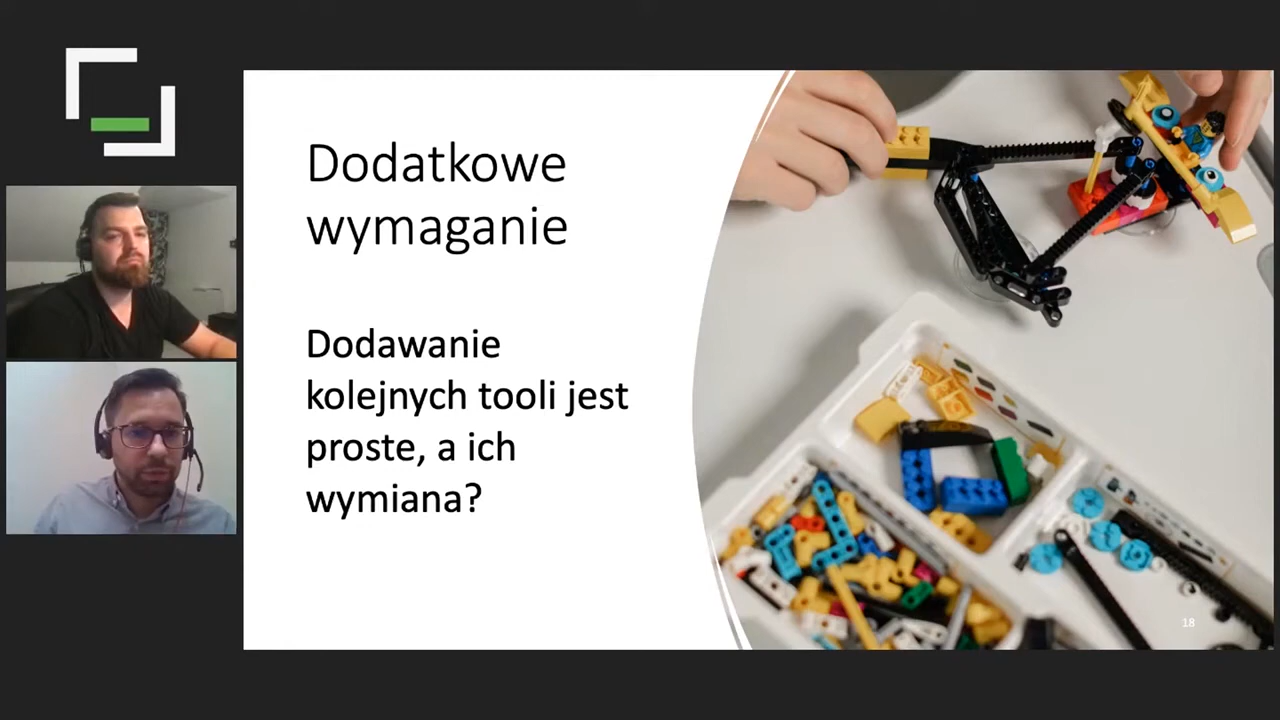 Dodatkowe
wymaganie
Dodawanie
kolejnych tooli jest
proste, a ich
wymiana?
18